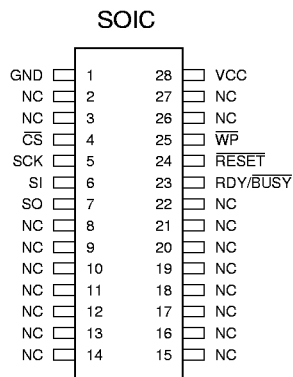 SOIC
GND 1 28 VCC
NC 2 27 NC
NC 3 26 NC
CS 4 25 WP
SCK 5 24 RESET
SI 6 23 RDY/BUSY
SO 7 22 NC
NC 8 21 NC
NC 9 20 NC
NC 10 19 NC
NC 11 18 NC
NC 12 17 NC
NC 13 16 NC
NC 14 15 NC